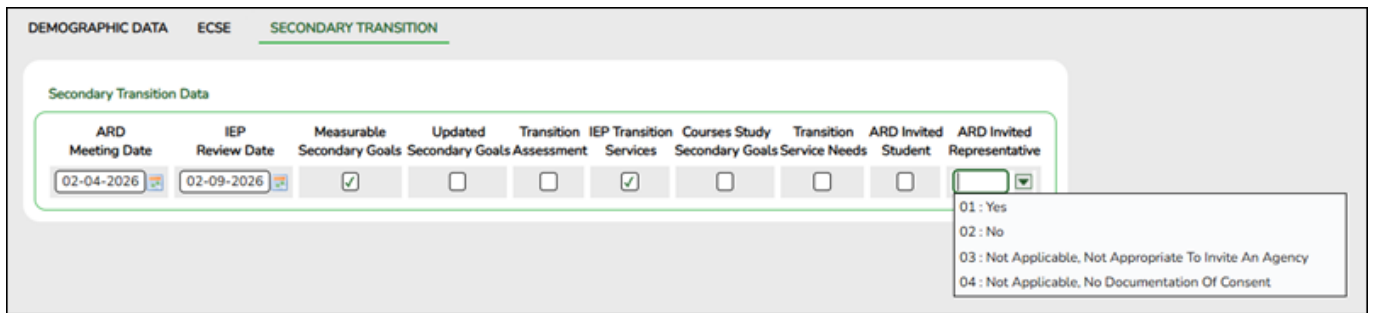 DEMOGRAPHIC DATA ECSE SECONDARY TRANSITION
Secondary Transition Data
ARD IEP Measurable Updated Transition IEP Transition Courses Study Transition ARD Invited ARD Invited
Meeting Date Review Date Secondary Goals Secondary Goals Assessment Services Secondary Goals Service Needs Student Representative
02-04-2026 02-09-2026
01 : Yes
02 : No
03 : Not Applicable, Not Appropriate To Invite An Agency
04 : Not Applicable, No Documentation Of Consent